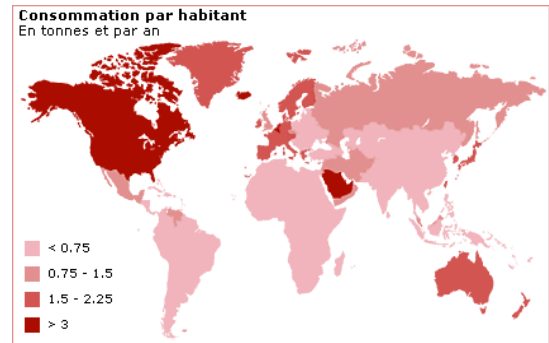 Consommation par habitant
En tonnes et par an
< 0.75
0.75 - 1.5
1.5 - 2.25
> 3